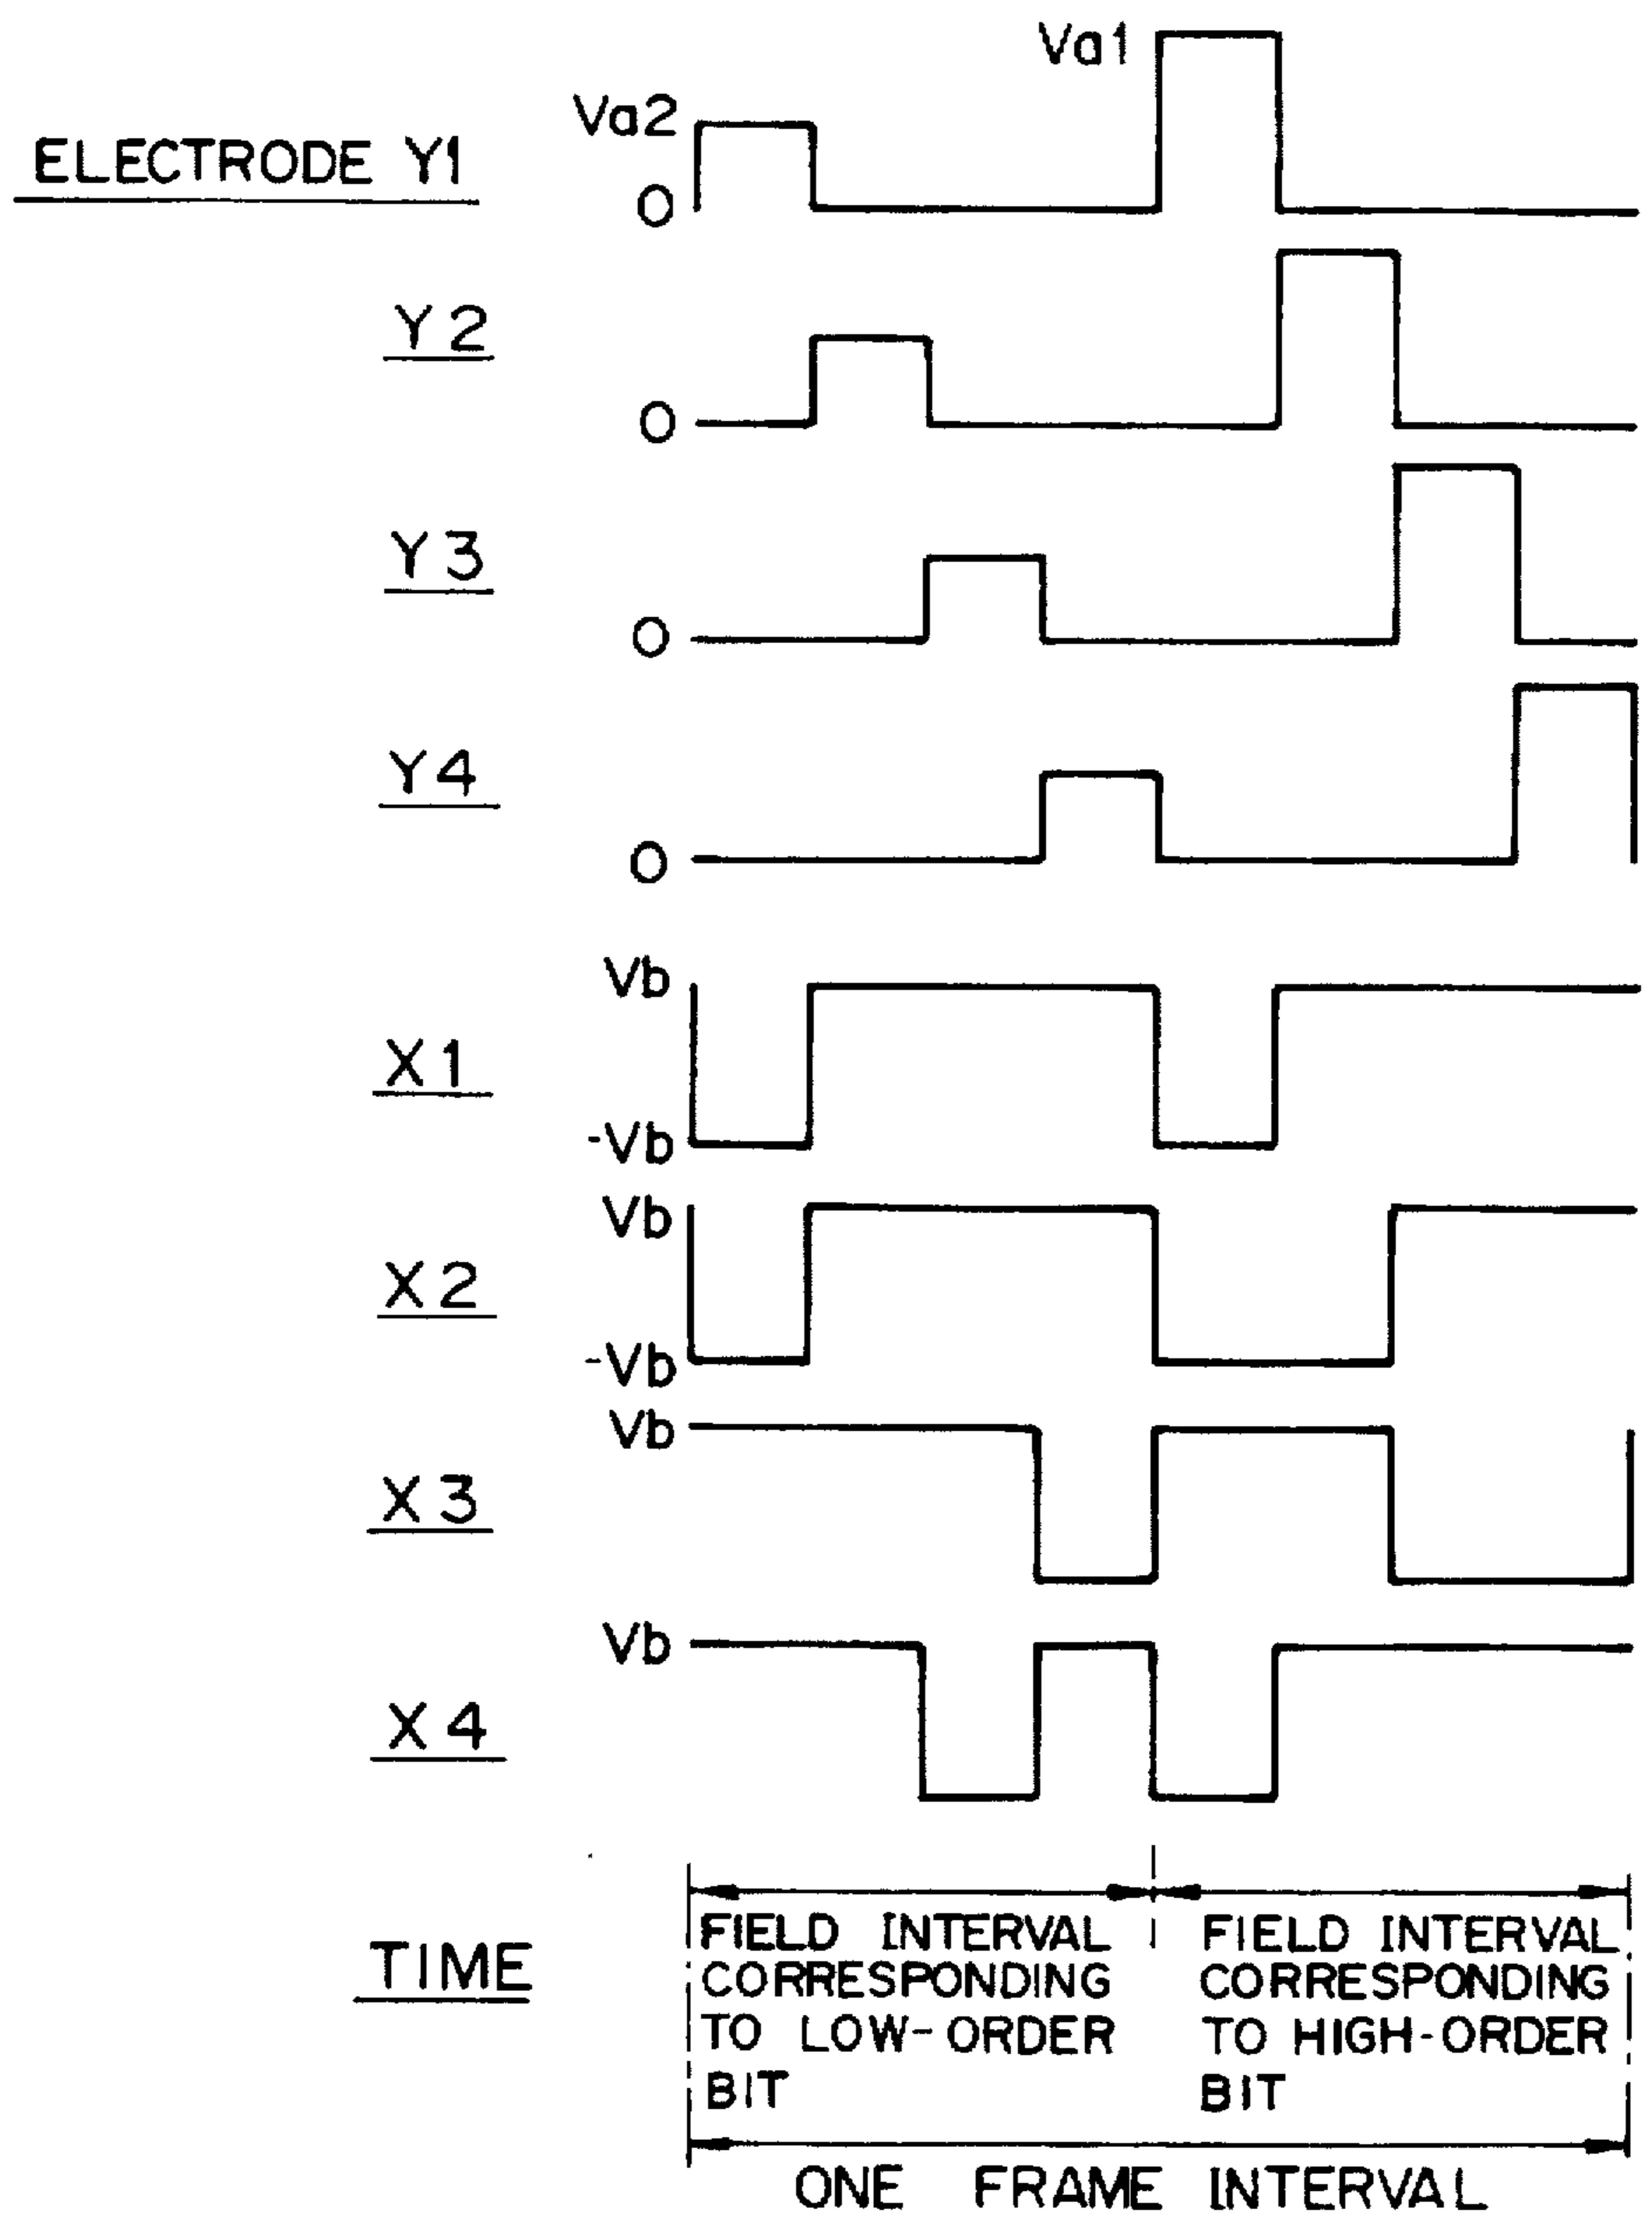 Va1
Va2
ELECTRODE Y1
0
Y2
0
Y3
0
Y4
0
Vb
X1
-Vb
Vb
X2
-Vb
Vb
X3
Vb
X4
TIME
FIELD INTERVAL
CORRESPONDING
TO LOW-ORDER
BIT
FIELD INTERVAL
CORRESPONDING
TO HIGH-ORDER
BIT
ONE FRAME INTERVAL